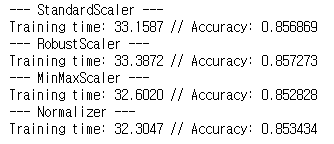 --- StandardScaler ---
Training time: 33.1587 // Accuracy: 0.856869
--- RobustScaler ---
Training time: 33.3872 // Accuracy: 0.857273
--- MinMaxScaler ---
Training time: 32.6020 // Accuracy: 0.852828
--- Normalizer ---
Training time: 32.3047 // Accuracy: 0.853434